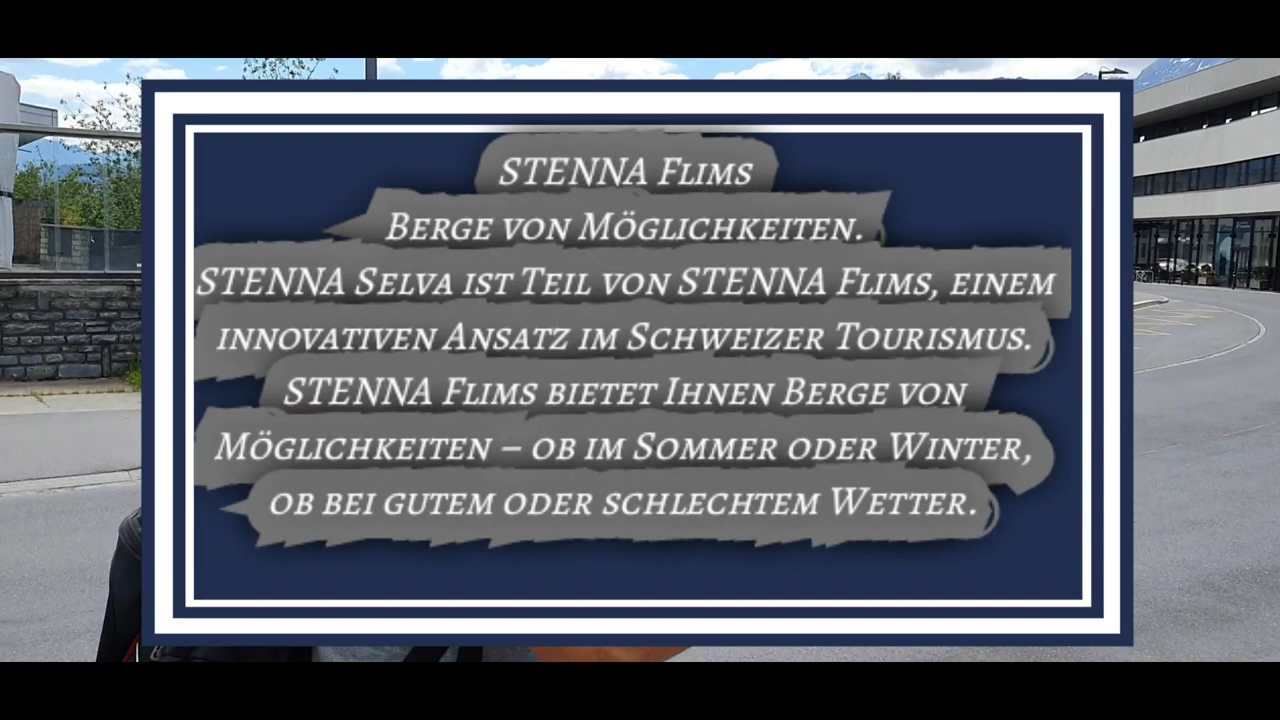 STENNA Flims
Berge von Möglichkeiten.
STENNA Selva ist Teil von STENNA Flims, einem
innovativen Ansatz im Schweizer Tourismus.
STENNA Flims bietet Ihnen Berge von
Möglichkeiten – ob im Sommer oder Winter,
ob bei gutem oder schlechtem Wetter.